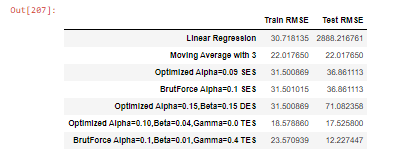 Out[207]:
Train RMSE Test RMSE
Linear Regression 30.718135 2888.216761
Moving Average with 3 22.017650 22.017650
Optimized Alpha=0.09 SES 31.500869 36.861113
BrutForce Alpha=0.1 SES 31.501015 36.861113
Optimized Alpha=0.15,Beta=0.15 DES 31.500869 71.082358
Optimized Alpha=0.10,Beta=0.04,Gamma=0.0 TES 18.578860 17.525800
BrutForce Alpha=0.1,Beta=0.01,Gamma=0.4 TES 23.570939 12.227447